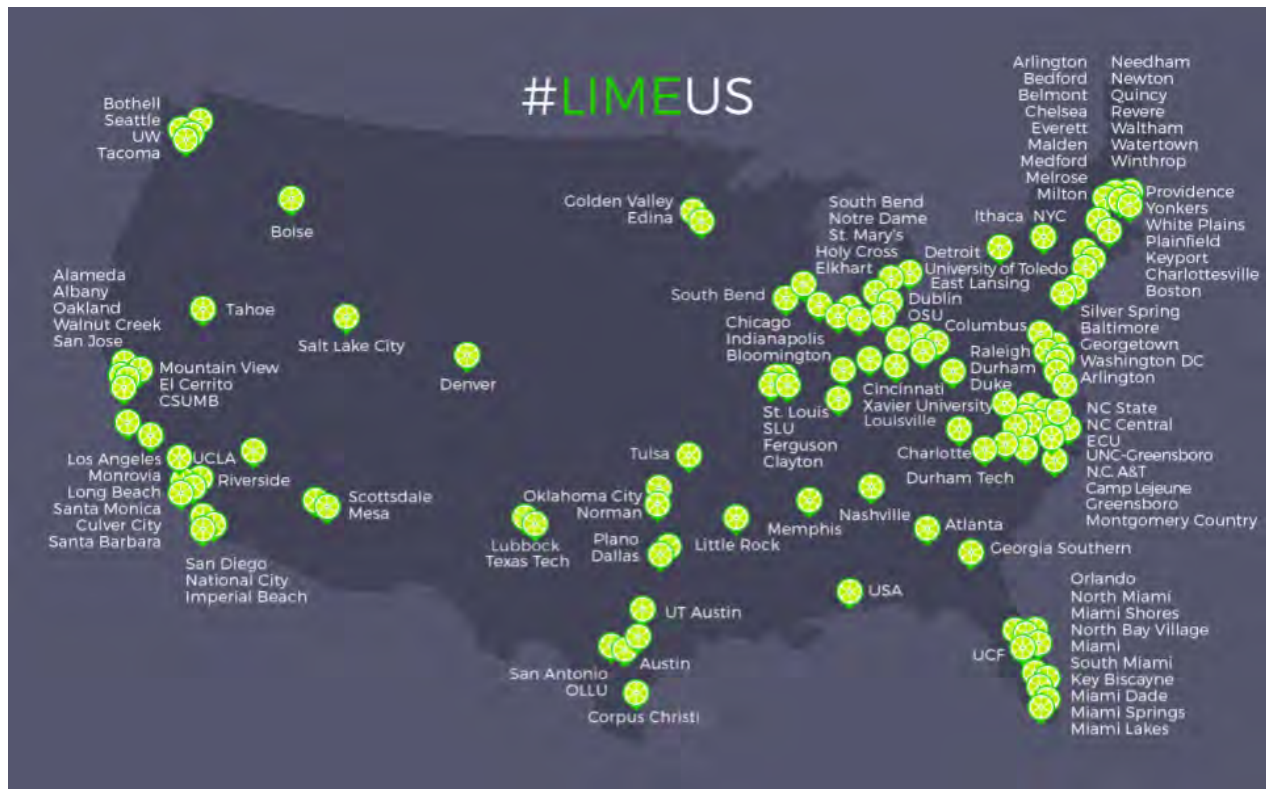 #LIMEUS
Bothell
Seattle
UW
Tacoma
Boise
Alameda
Albany
Oakland
Walnut Creek
San Jose
Tahoe
Salt Lake City
Denver
Mountain View
El Cerrito
CSUMB
Los Angeles
Monrovia
Long Beach
Santa Monica
Culver City
Santa Barbara
UCLA
Riverside
San Diego
National City
Imperial Beach
Scottsdale
Mesa
Golden Valley
Edina
South Bend
Chicago
Indianapolis
Bloomington
South Bend
Notre Dame
St. Mary's
Holy Cross
Elkhart
Detroit
University of Toledo
East Lansing
Dublin
OSU
Columbus
Ithaca
NYC
Arlington
Bedford
Belmont
Chelsea
Everett
Malden
Medford
Melrose
Milton
Needham
Newton
Quincy
Revere
Waltham
Watertown
Winthrop
Providence
Yonkers
White Plains
Plainfield
Keyport
Charlottesville
Boston
Silver Spring
Baltimore
Georgetown
Washington DC
Arlington
Raleigh
Durham
Duke
Cincinnati
Xavier University
Louisville
St. Louis
SLU
Ferguson
Clayton
Charlotte
Durham Tech
NC State
NC Central
ECU
UNC-Greensboro
N.C. A&T
Camp Lejeune
Greensboro
Montgomery Country
Tulsa
Oklahoma City
Norman
Lubbock
Texas Tech
Plano
Dallas
Little Rock
Memphis
Nashville
Atlanta
Georgia Southern
USA
UT Austin
Austin
San Antonio
OLLU
Corpus Christi
UCF
Orlando
North Miami
Miami Shores
North Bay Village
Miami
South Miami
Key Biscayne
Miami Dade
Miami Springs
Miami Lakes